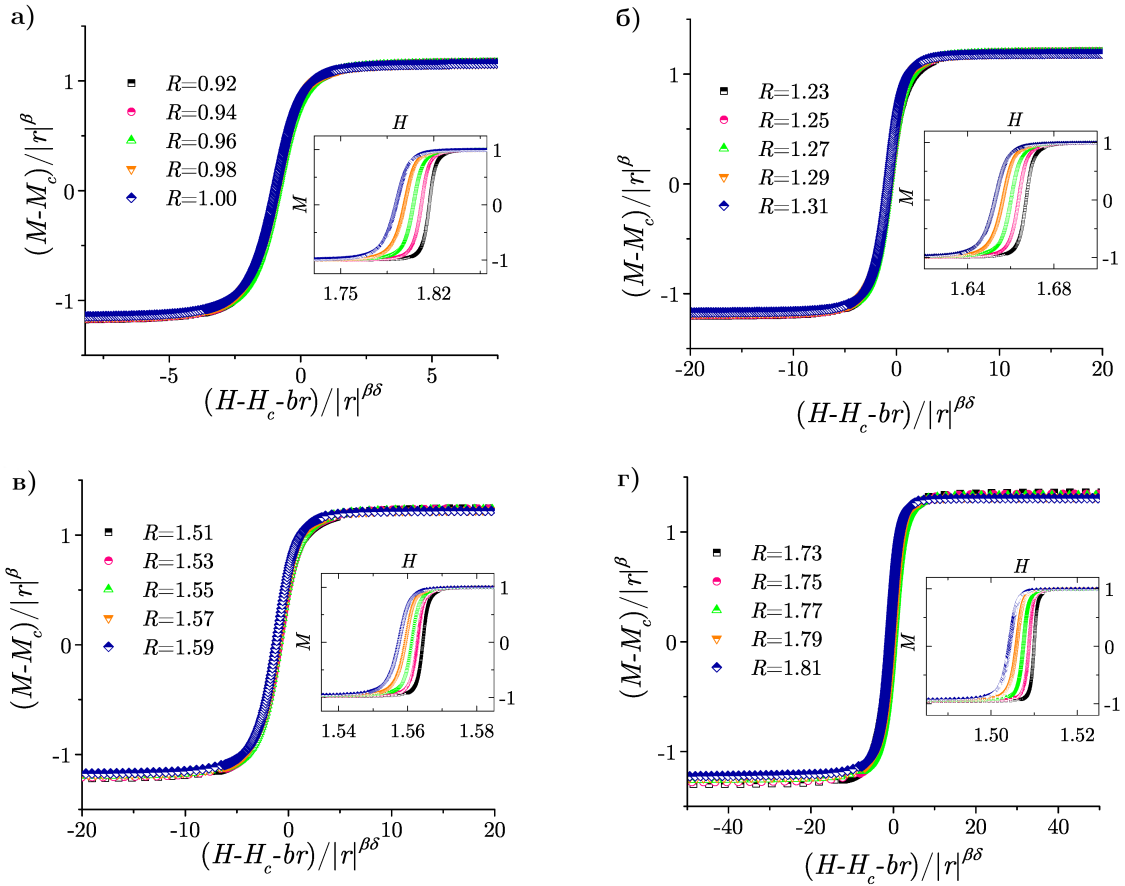 а)
(M-M_c)/|r|^β
1
0
-1
R=0.92
R=0.94
R=0.96
R=0.98
R=1.00
H
M
1
0
-1
1.75
1.82
-5
0
5
(H-H_c-br)/|r|^βδ
б)
(M-M_c)/|r|^β
1
0
-1
R=1.23
R=1.25
R=1.27
R=1.29
R=1.31
H
M
1
0
-1
1.64
1.68
-20
-10
0
10
20
(H-H_c-br)/|r|^βδ
в)
(M-M_c)/|r|^β
1
0
-1
R=1.51
R=1.53
R=1.55
R=1.57
R=1.59
H
M
1
0
-1
1.54
1.56
1.58
-20
-10
0
10
20
(H-H_c-br)/|r|^βδ
г)
(M-M_c)/|r|^β
1
0
-1
R=1.73
R=1.75
R=1.77
R=1.79
R=1.81
H
M
1
0
-1
1.50
1.52
-40
-20
0
20
40
(H-H_c-br)/|r|^βδ